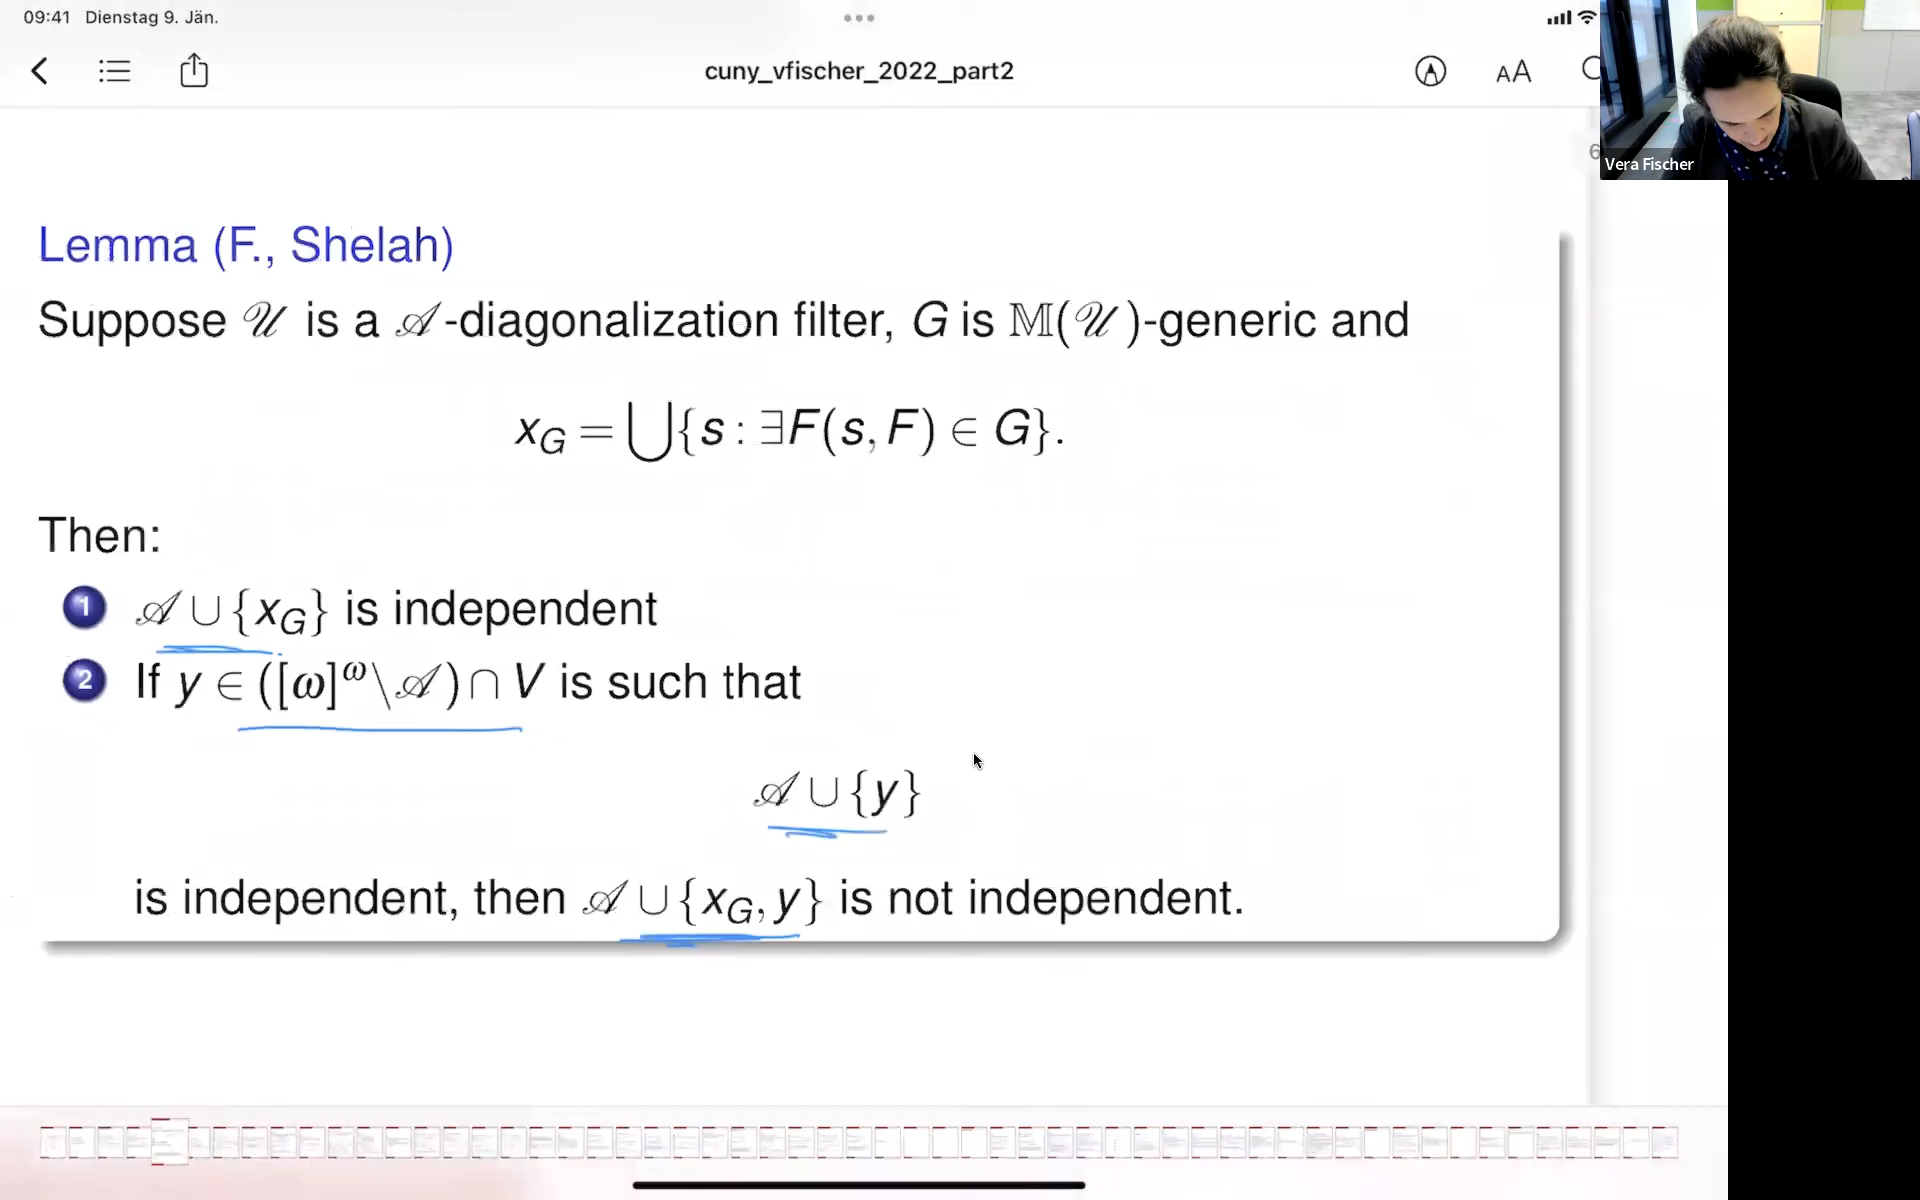 09:41 Dienstag 9. Jän.
cuny_vfischer_2022_part2
AA
6
Vera Fischer
Lemma (F., Shelah)
Suppose 𝒰 is a 𝒜-diagonalization filter, G is 𝕄(𝒰)-generic and
x_G = ⋃{s : ∃F(s, F) ∈ G}.
Then:
1 𝒜 ∪ {x_G} is independent
2 If y ∈ ([ω]^ω\𝒜) ∩ V is such that
𝒜 ∪ {y}
is independent, then 𝒜 ∪ {x_G, y} is not independent.